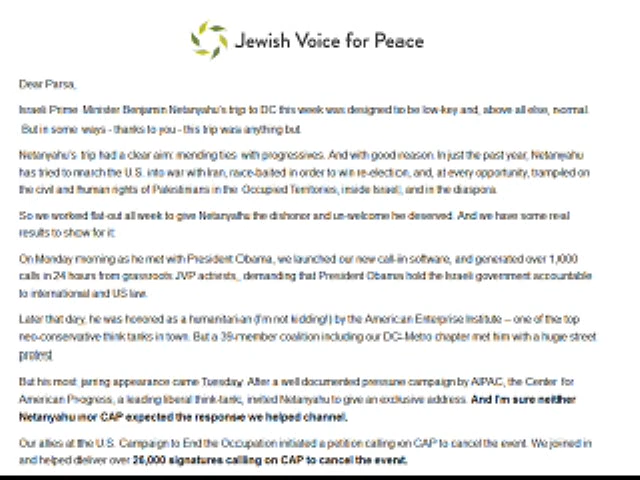 Jewish Voice for Peace
Dear Parsa,
Israeli Prime Minister Benjamin Netanyahu's trip to DC this week was designed to be low-key and, above all else, normal.
But in some ways - thanks to you - this trip was anything but.
Netanyahu's trip had a clear aim: mending ties with progressives. And with good reason. In just the past year, Netanyahu
has tried to march the U.S. into war with Iran, race-baited in order to win re-election, and, at every opportunity, trampled on
the civil and human rights of Palestinians in the Occupied Territories, inside Israel, and in the diaspora.
So we worked flat-out all week to give Netanyahu the dishonor and un-welcome he deserved. And we have some real
results to show for it:
On Monday morning as he met with President Obama, we launched our new call-in software, and generated over 1,000
calls in 24 hours from grassroots JVP activists, demanding that President Obama hold the Israeli government accountable
to international and US law.
Later that day, he was honored as a humanitarian (I'm not kidding!) by the American Enterprise Institute – one of the top
neo-conservative think tanks in town. But a 39-member coalition including our DC-Metro chapter met him with a huge street
protest.
But his most jarring appearance came Tuesday. After a well documented pressure campaign by AIPAC, the Center for
American Progress, a leading liberal think-tank, invited Netanyahu to give an exclusive address. And I'm sure neither
Netanyahu nor CAP expected the response we helped channel.
Our allies at the U.S. Campaign to End the Occupation initiated a petition calling on CAP to cancel the event. We joined in
and helped deliver over 26,000 signatures calling on CAP to cancel the event.